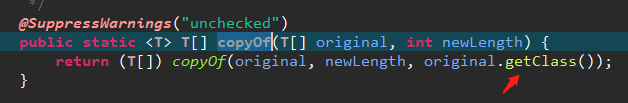 */
@SuppressWarnings("unchecked")
public static <T> T[] copyOf(T[] original, int newLength) {
return (T[]) copyOf(original, newLength, original.getClass());
}